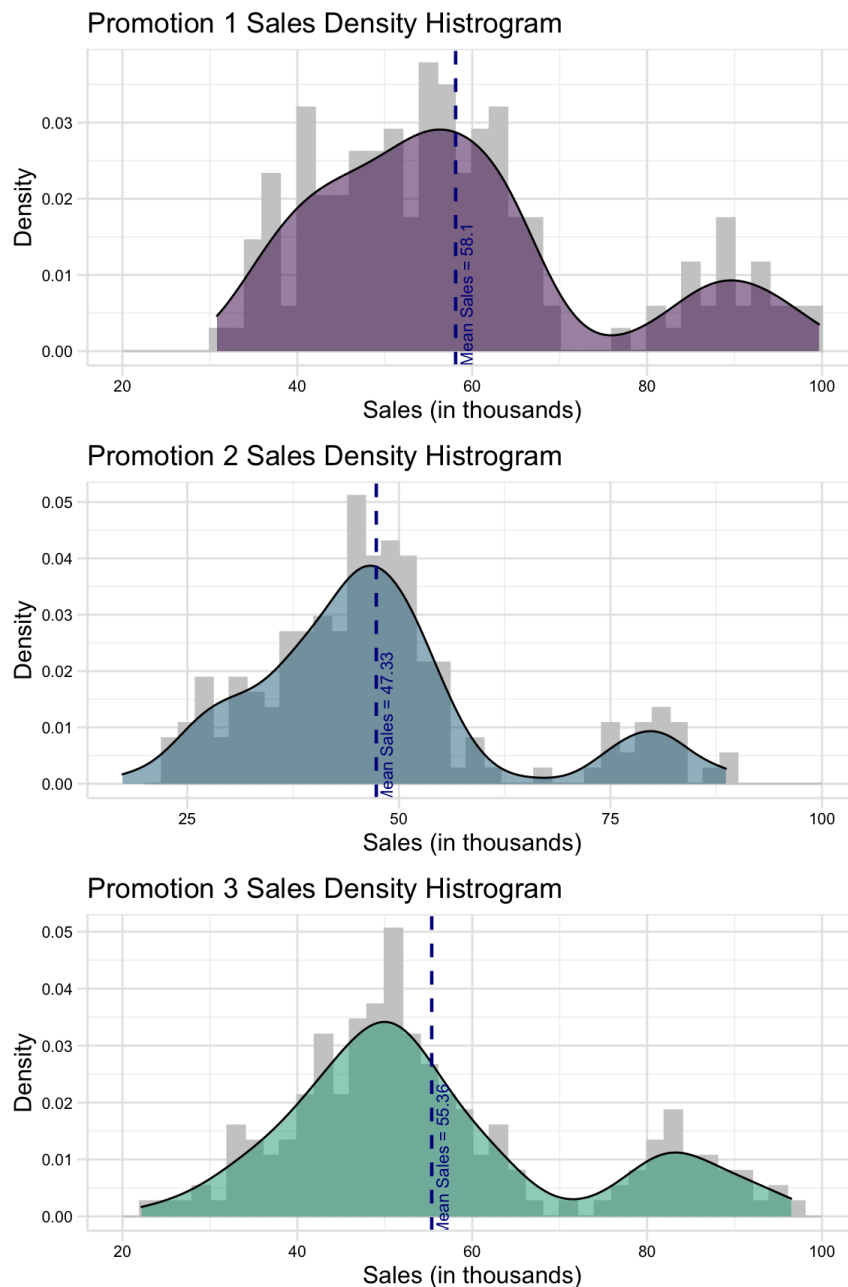 Promotion 1 Sales Density Histrogram
Density
0.03
0.02
0.01
0.00
Mean Sales = 58.1
20 40 60 80 100
Sales (in thousands)
Promotion 2 Sales Density Histrogram
Density
0.05
0.04
0.03
0.02
0.01
0.00
Mean Sales = 47.33
25 50 75 100
Sales (in thousands)
Promotion 3 Sales Density Histrogram
Density
0.05
0.04
0.03
0.02
0.01
0.00
Mean Sales = 55.36
20 40 60 80 100
Sales (in thousands)